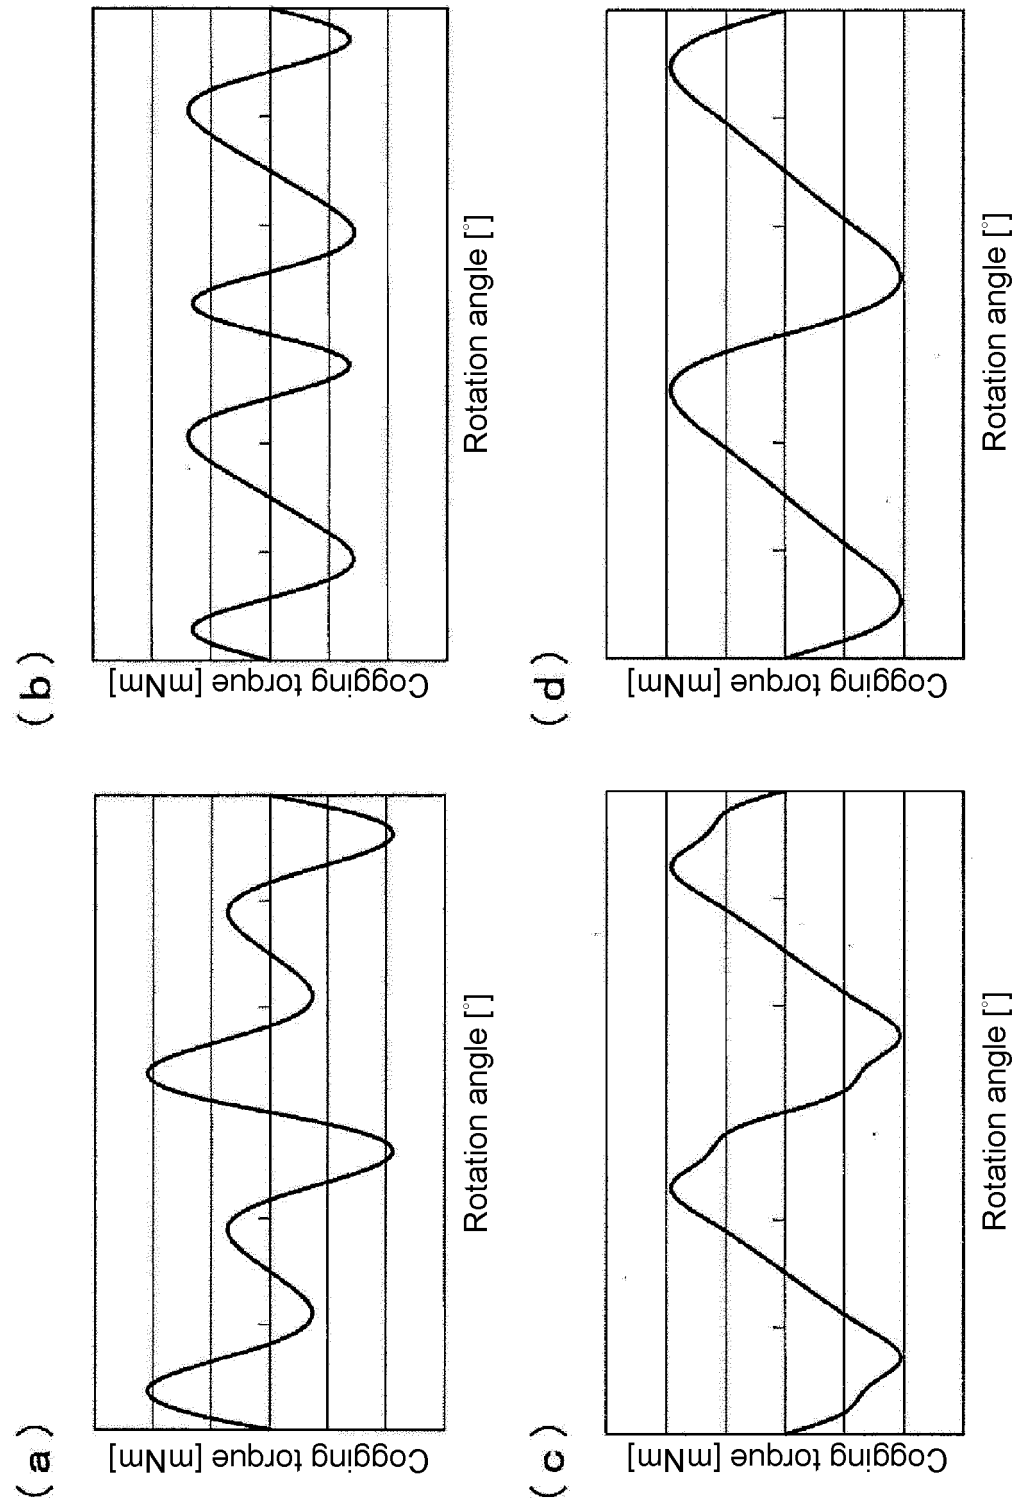 (a)
Cogging torque [mNm]
Rotation angle [°]
(b)
Cogging torque [mNm]
Rotation angle [°]
(c)
Cogging torque [mNm]
Rotation angle [°]
(d)
Cogging torque [mNm]
Rotation angle [°]